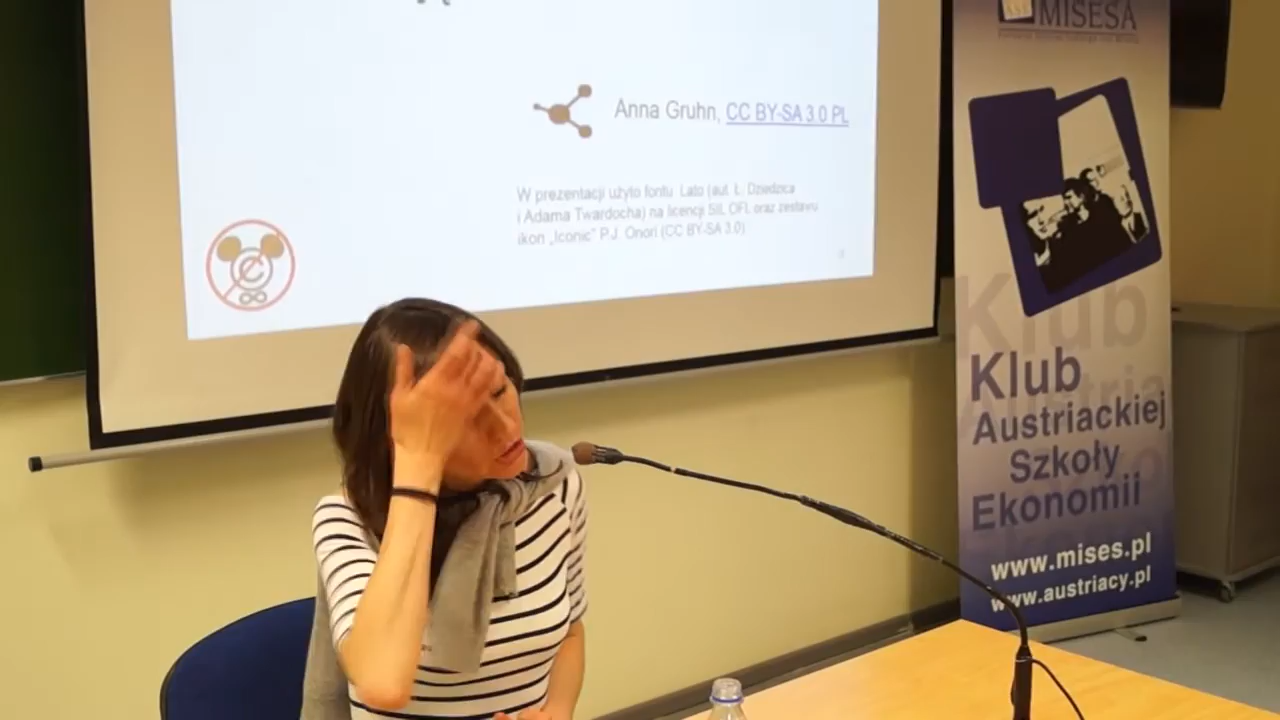 Anna Gruhn, CC BY-SA 3.0 PL
W prezentacji użyto fontu Lato (aut. Ł. Dziedzica
i Adama Twardocha) na licencji SIL OFL oraz zestawu
ikon „Iconic” P.J. Onori (CC BY-SA 3.0)
MISESA
Klub
Klub
Austriackiej
Szkoły
Ekonomii
www.mises.pl
www.austriacy.pl